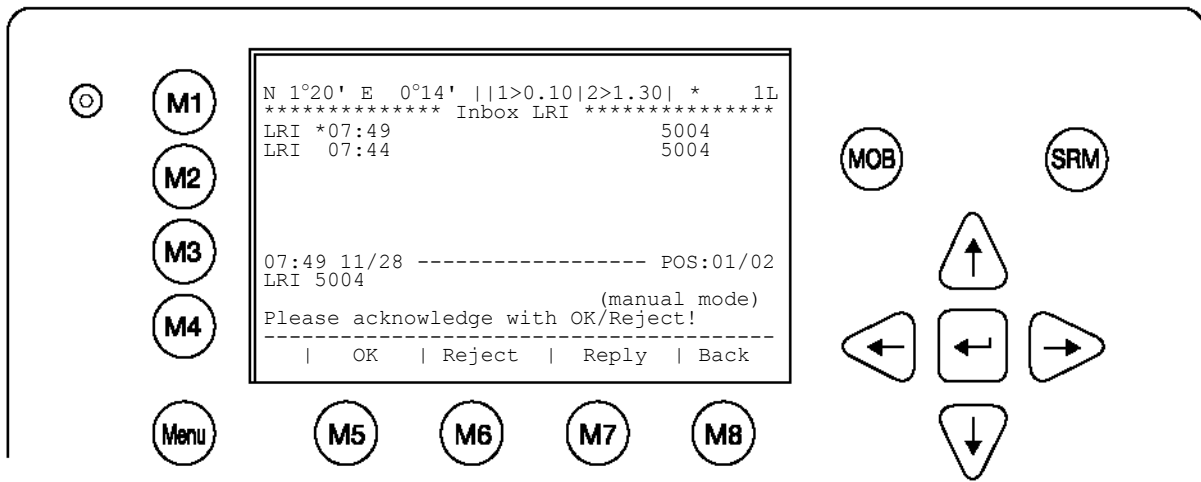 N 1°20' E 0°14' ||1>0.10|2>1.30| * 1L
************** Inbox LRI ***************
LRI *07:49 5004
LRI 07:44 5004
07:49 11/28 ------------------ POS:01/02
LRI 5004
(manual mode)
Please acknowledge with OK/Reject!
----------------------------------------
| OK | Reject | Reply | Back
M1
M2
M3
M4
Menu
M5
M6
M7
M8
MOB
SRM